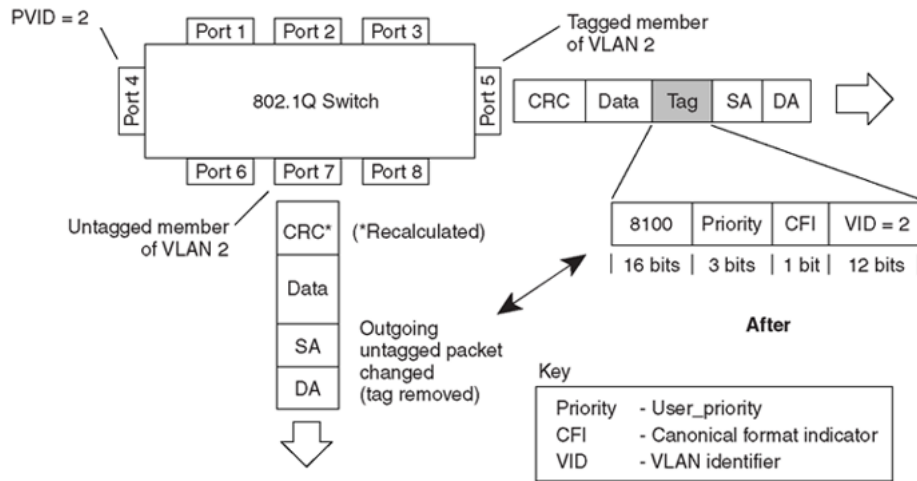 PVID = 2
Port 1
Port 2
Port 3
Tagged member
of VLAN 2
Port 4
802.1Q Switch
Port 5
CRC
Data
Tag
SA
DA
Port 6
Port 7
Port 8
Untagged member
of VLAN 2
CRC*
(*Recalculated)
Data
SA
DA
Outgoing
untagged packet
changed
(tag removed)
8100
Priority
CFI
VID = 2
16 bits
3 bits
1 bit
12 bits
After
Key
Priority - User_priority
CFI - Canonical format indicator
VID - VLAN identifier